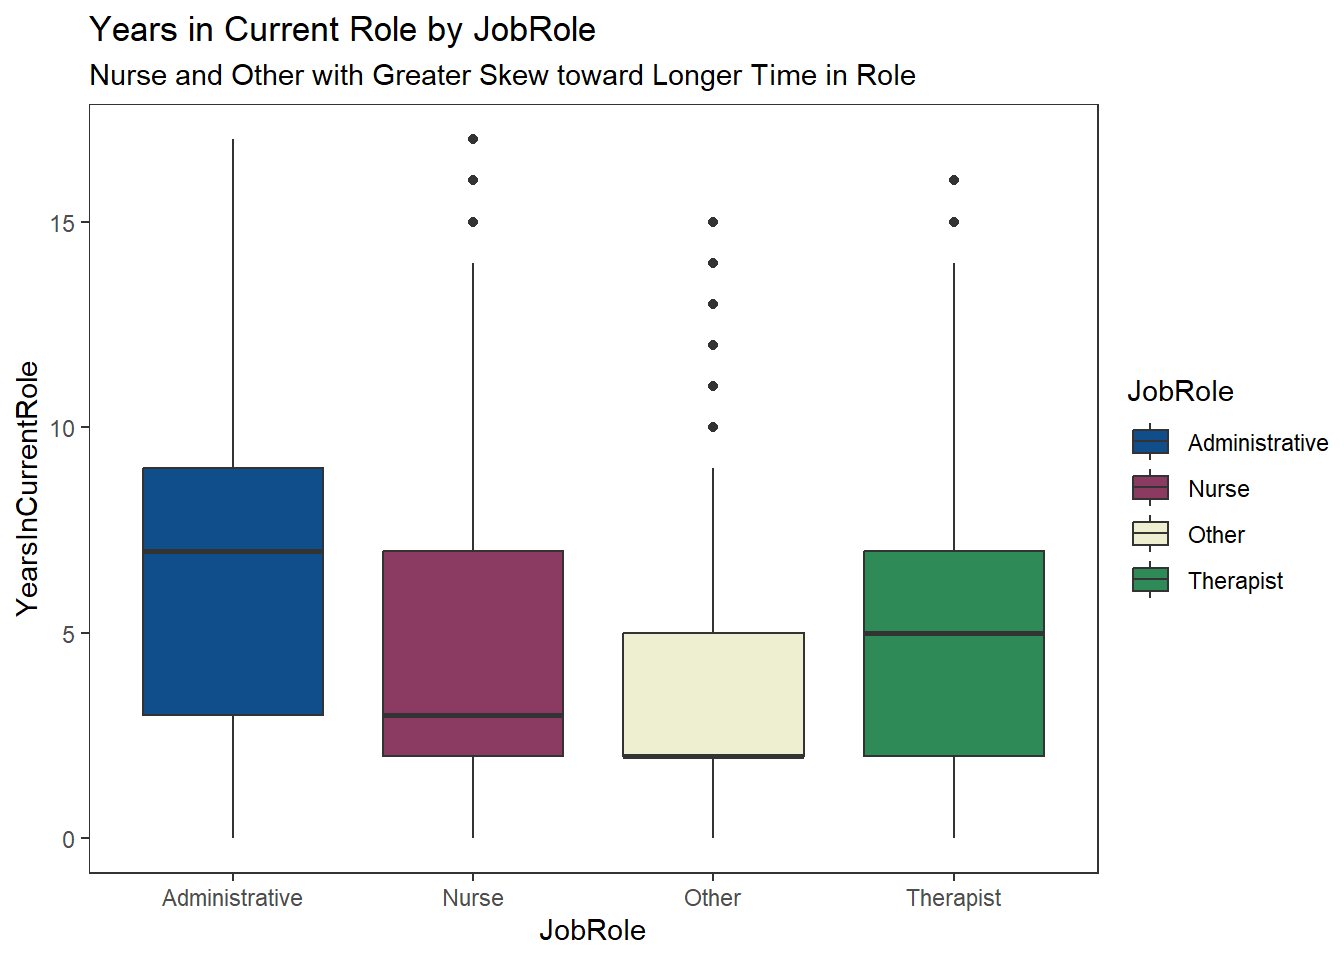 Years in Current Role by JobRole
Nurse and Other with Greater Skew toward Longer Time in Role
YearsInCurrentRole
15
10
5
0
Administrative
Nurse
Other
Therapist
JobRole
JobRole
Administrative
Nurse
Other
Therapist